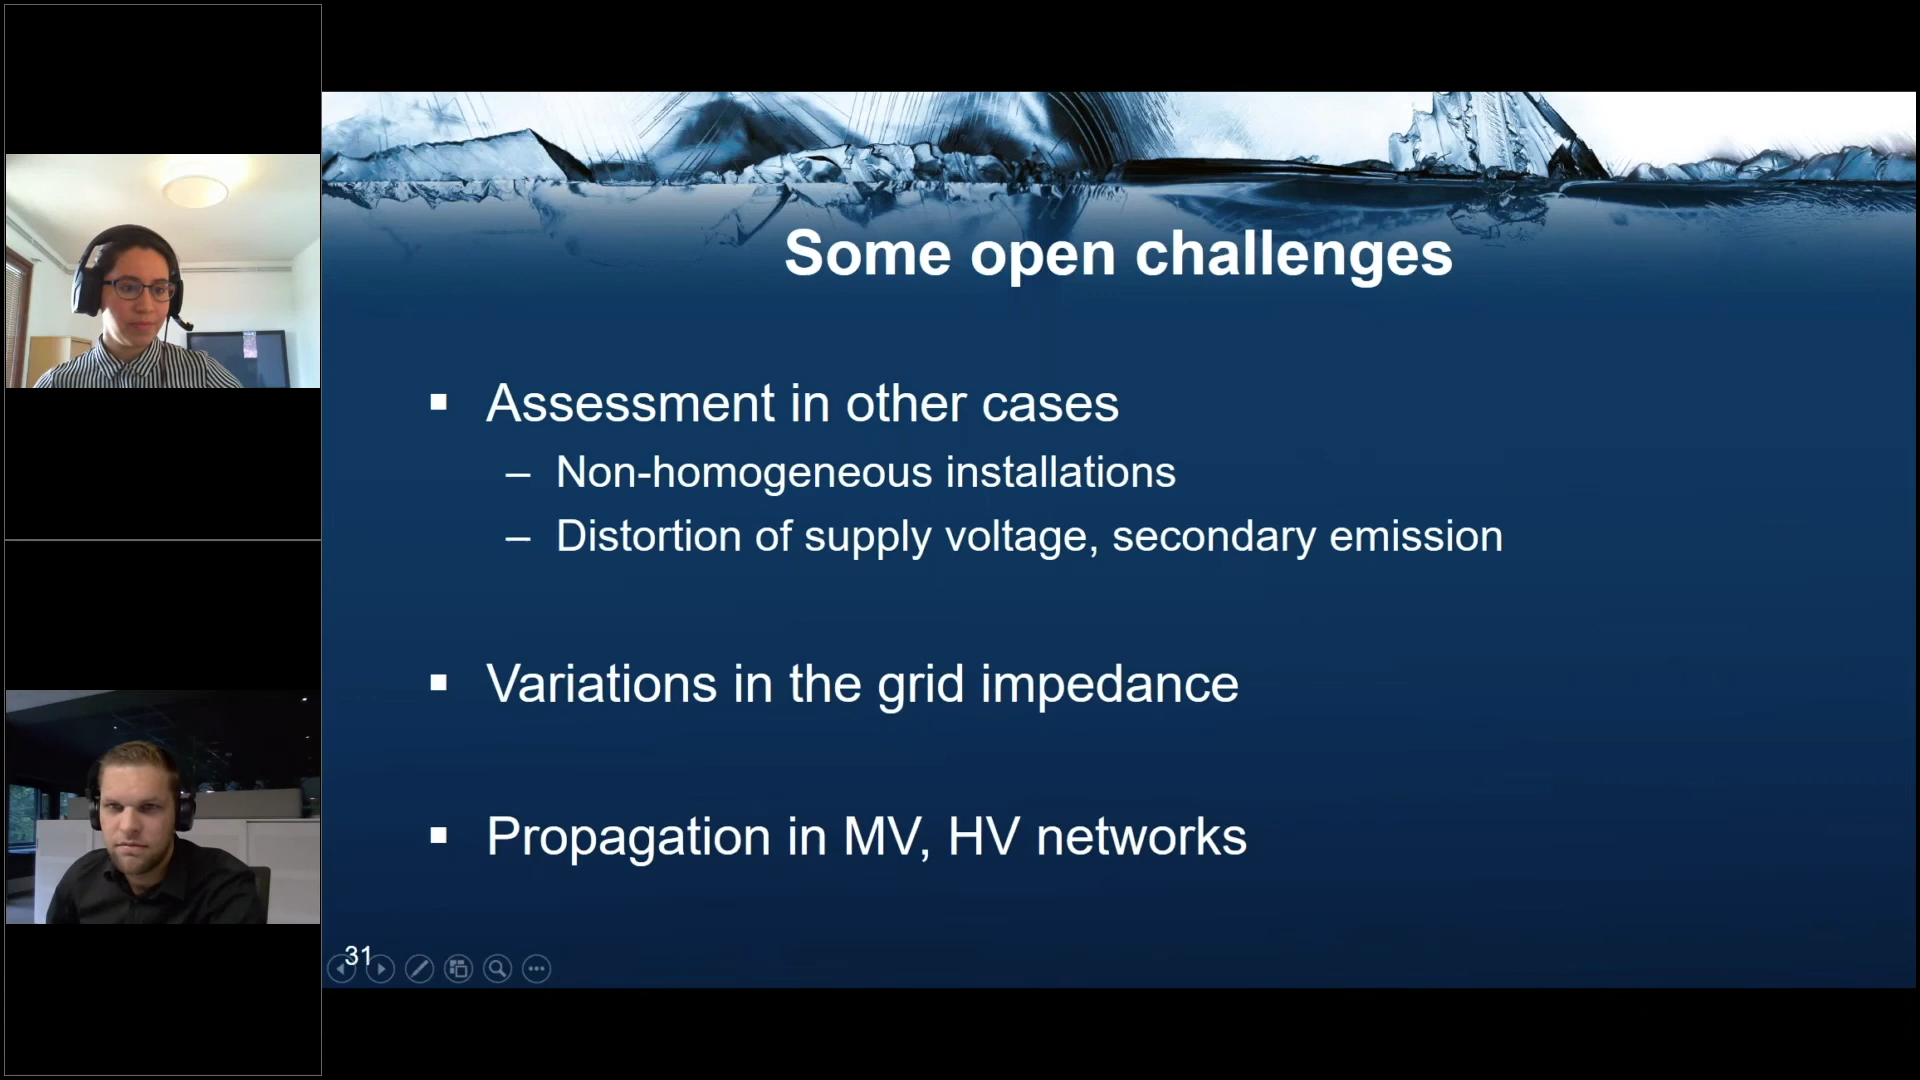 Some open challenges
▪ Assessment in other cases
– Non-homogeneous installations
– Distortion of supply voltage, secondary emission
▪ Variations in the grid impedance
▪ Propagation in MV, HV networks
31